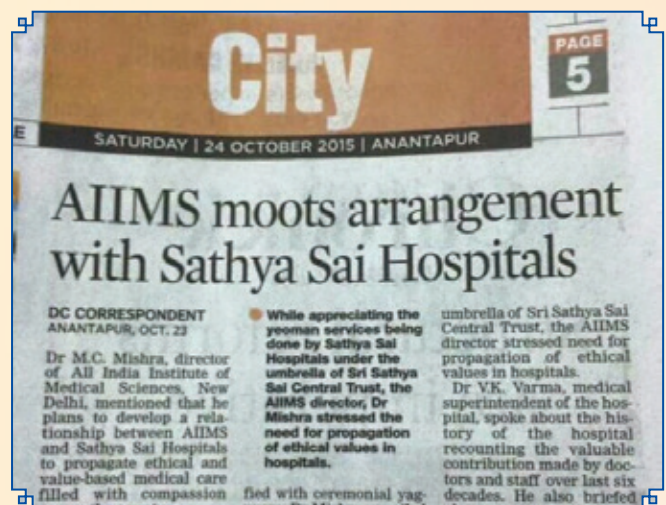 City
PAGE
5
E
SATURDAY | 24 OCTOBER 2015 | ANANTAPUR
AIIMS moots arrangement
with Sathya Sai Hospitals
DC CORRESPONDENT
ANANTAPUR, OCT. 23
Dr M.C. Mishra, director
of All India Institute of
Medical Sciences, New
Delhi, mentioned that he
plans to develop a rela-
tionship between AIIMS
and Sathya Sai Hospitals
to propagate ethical and
value-based medical care
filled with compassion
While appreciating the
yeoman services being
done by Sathya Sai
Hospitals under the
umbrella of Sri Sathya
Sai Central Trust, the
AIIMS director, Dr
Mishra stressed the
need for propagation
of ethical values in
hospitals.
fied with ceremonial yag-
umbrella of Sri Sathya Sai
Central Trust, the AIIMS
director stressed need for
propagation of ethical
values in hospitals.
Dr V.K. Varma, medical
superintendent of the hos-
pital, spoke about the his-
tory of the hospital
recounting the valuable
contribution made by doc-
tors and staff over last six
decades. He also briefed